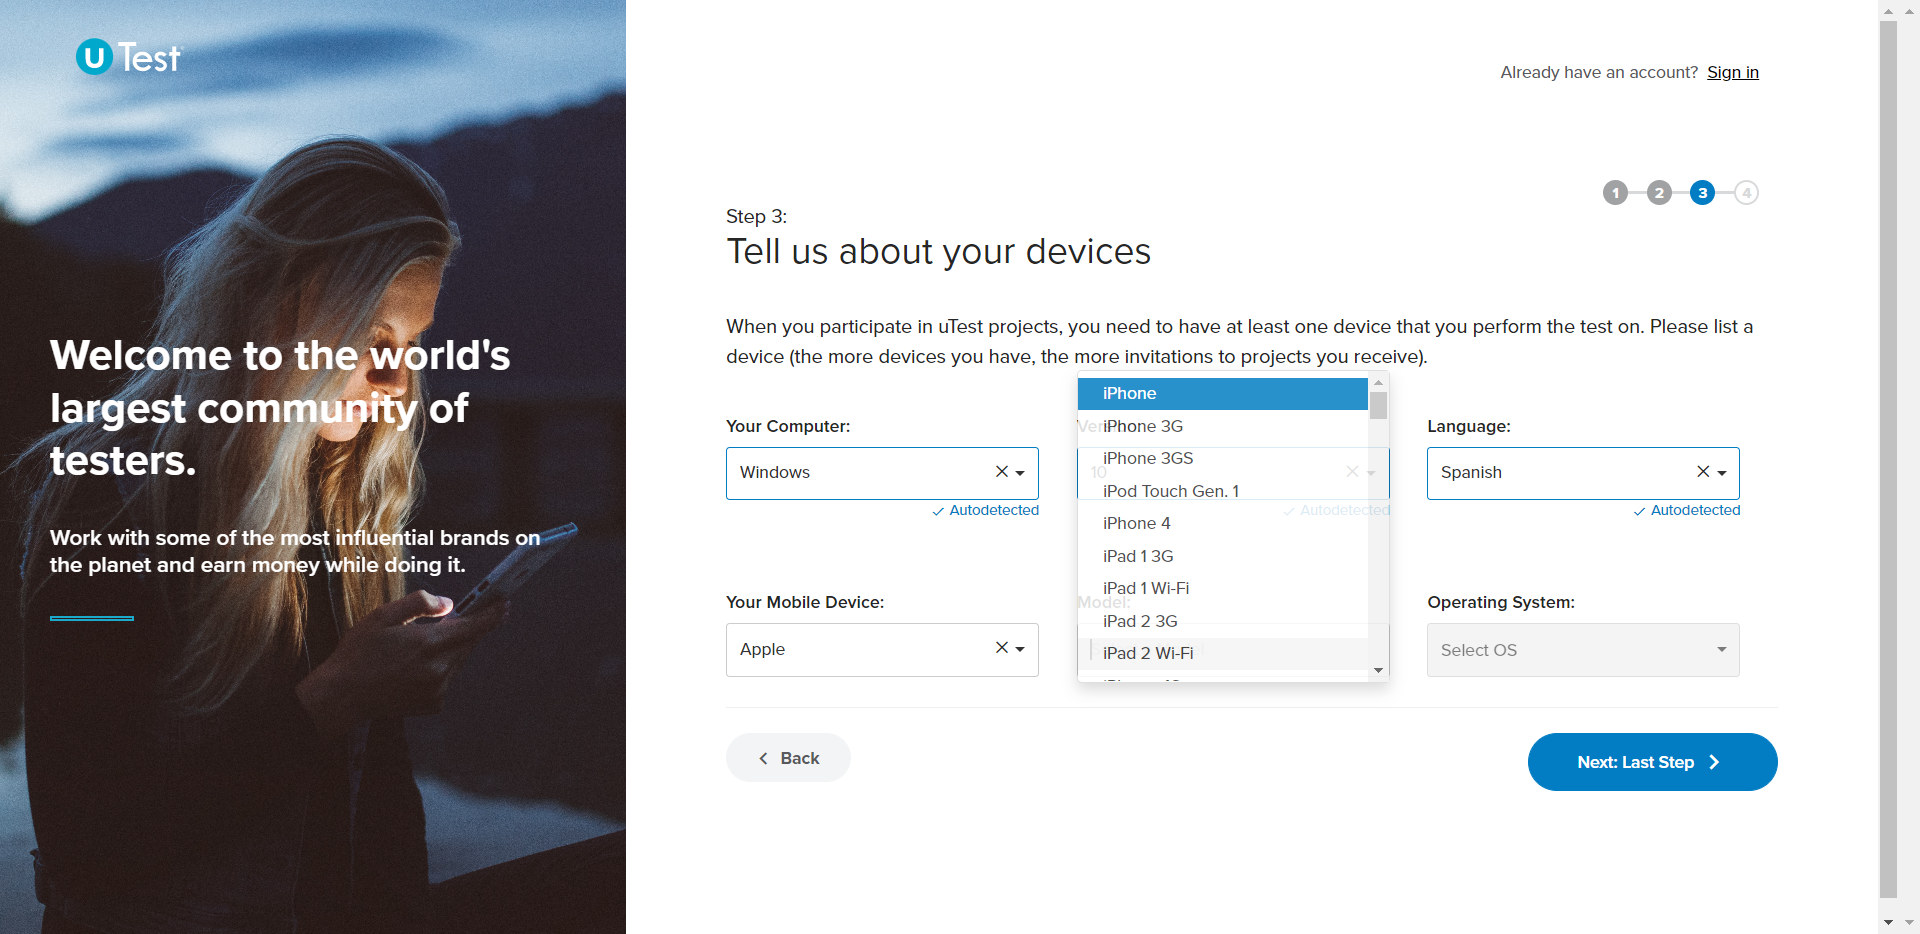 U Test
Already have an account? Sign in
1 2 3 4
Step 3:
Tell us about your devices
When you participate in uTest projects, you need to have at least one device that you perform the test on. Please list a
device (the more devices you have, the more invitations to projects you receive).
Welcome to the world's
largest community of
testers.
Work with some of the most influential brands on
the planet and earn money while doing it.
Your Computer:
Windows
Autodetected
10
Autodetected
Language:
Spanish
Autodetected
Your Mobile Device:
Apple
Model:
iPhone
iPhone 3G
iPhone 3GS
iPod Touch Gen. 1
iPhone 4
iPad 1 3G
iPad 1 Wi-Fi
iPad 2 3G
iPad 2 Wi-Fi
Operating System:
Select OS
Back
Next: Last Step